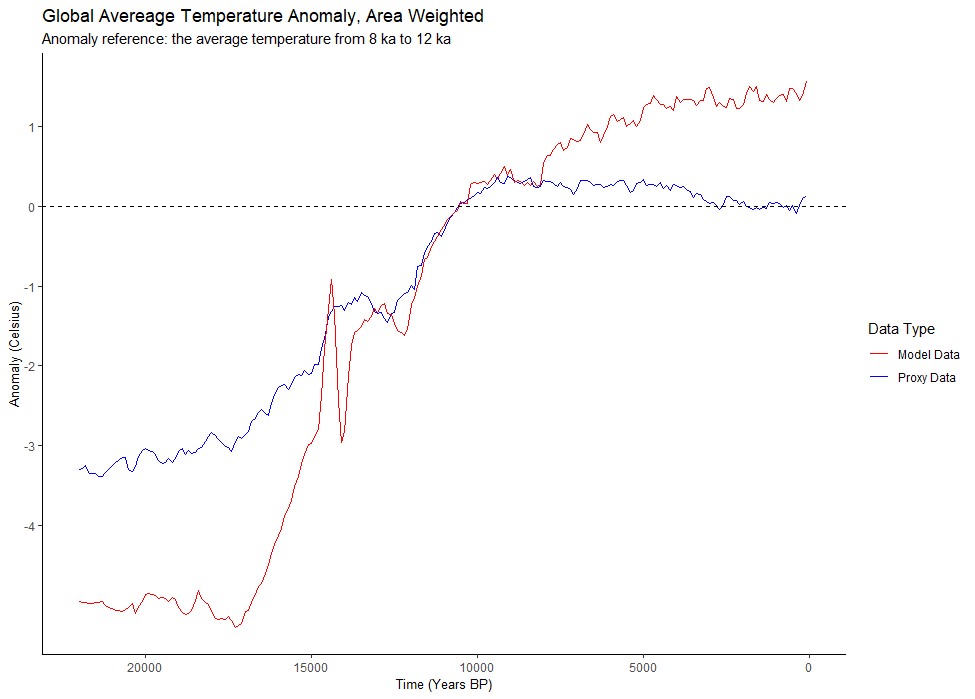 Global Avereage Temperature Anomaly, Area Weighted
Anomaly reference: the average temperature from 8 ka to 12 ka
Anomaly (Celsius)
1
0
-1
-2
-3
-4
20000
15000
10000
5000
0
Time (Years BP)
Data Type
Model Data
Proxy Data